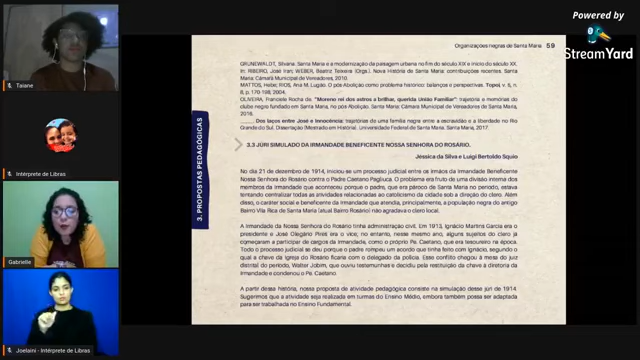 Powered by
StreamYard
Taiane
Intérprete de Libras
Gabrielle
Joelaini - Intérprete de Libras
Organizações negras de Santa Maria 59
GRUNEWALDT, Silvana. Santa Maria e a modernização da paisagem urbana no fim do século XIX e início do século XX.
In: RIBEIRO, José Iran; WEBER, Beatriz Teixeira (Orgs.). Nova História de Santa Maria: contribuições recentes. Santa
Maria: Câmara Municipal de Vereadores, 2010.
MATTOS, Hebe; RIOS, Ana M. Lugão. O pós Abolição como problema histórico: balanços e perspectivas. Topoi, v. 5, n.
8, p. 170-198, 2004.
OLIVEIRA, Franciele Rocha de. "Moreno rei dos astros a brilhar, querida União Familiar": trajetória e memórias do
clube negro fundado em Santa Maria, no pós Abolição. Santa Maria: Câmara Municipal de Vereadores de Santa Maria,
2016.
____. Dos laços entre José e Innocência: trajetórias de uma família negra entre a escravidão e a liberdade no Rio
Grande do Sul. Dissertação (Mestrado em História). Universidade Federal de Santa Maria. Santa Maria, 2017.
3. PROPOSTAS PEDAGÓGICAS
3.3 JÚRI SIMULADO DA IRMANDADE BENEFICENTE NOSSA SENHORA DO ROSÁRIO.
Jéssica da Silva e Luigi Bertoldo Squio
No dia 21 de dezembro de 1914, iniciou-se um processo judicial entre os irmãos da Irmandade Beneficente
Nossa Senhora do Rosário contra o Padre Caetano Pagliuca. O problema era fruto de uma divisão interna dos
membros da Irmandade que aconteceu porque o padre, que era pároco de Santa Maria no período, estava
tentando centralizar todas as atividades relacionadas ao catolicismo da cidade sob a direção do clero. Além
disso, o caráter social e beneficente da irmandade que atendia, principalmente, a população negra do antigo
Bairro Vila Rica de Santa Maria (atual Bairro Rosário) não agradava o clero local.
A Irmandade da Nossa Senhora do Rosário tinha administração civil. Em 1913, Ignácio Martins Garcia era o
presidente e José Olegário Pires era o vice, no entanto, nesse mesmo ano, alguns sujeitos do clero já
começaram a participar de cargos da irmandade, como o próprio Pe. Caetano, que era tesoureiro na época.
Todo o processo judicial se deu porque o padre rompeu um acordo que tinha feito com Ignácio, segundo o
qual a chave da Igreja do Rosário ficaria com o delegado da polícia. Esse conflito chegou à mesa do juiz
distrital do período, Walter Jobim, que ouviu testemunhas e decidiu pela restituição da chave à diretoria da
Irmandade e condenou o Pe. Caetano.
A partir dessa história, nossa proposta de atividade pedagógica consiste na simulação desse júri de 1914.
Sugerimos que a atividade seja realizada em turmas do Ensino Médio, embora também possa ser adaptada
para ser trabalhada no Ensino Fundamental.